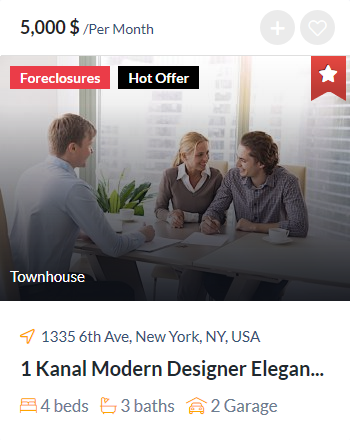 5,000 $ /Per Month
Foreclosures Hot Offer
Townhouse
1335 6th Ave, New York, NY, USA
1 Kanal Modern Designer Elegan...
4 beds 3 baths 2 Garage